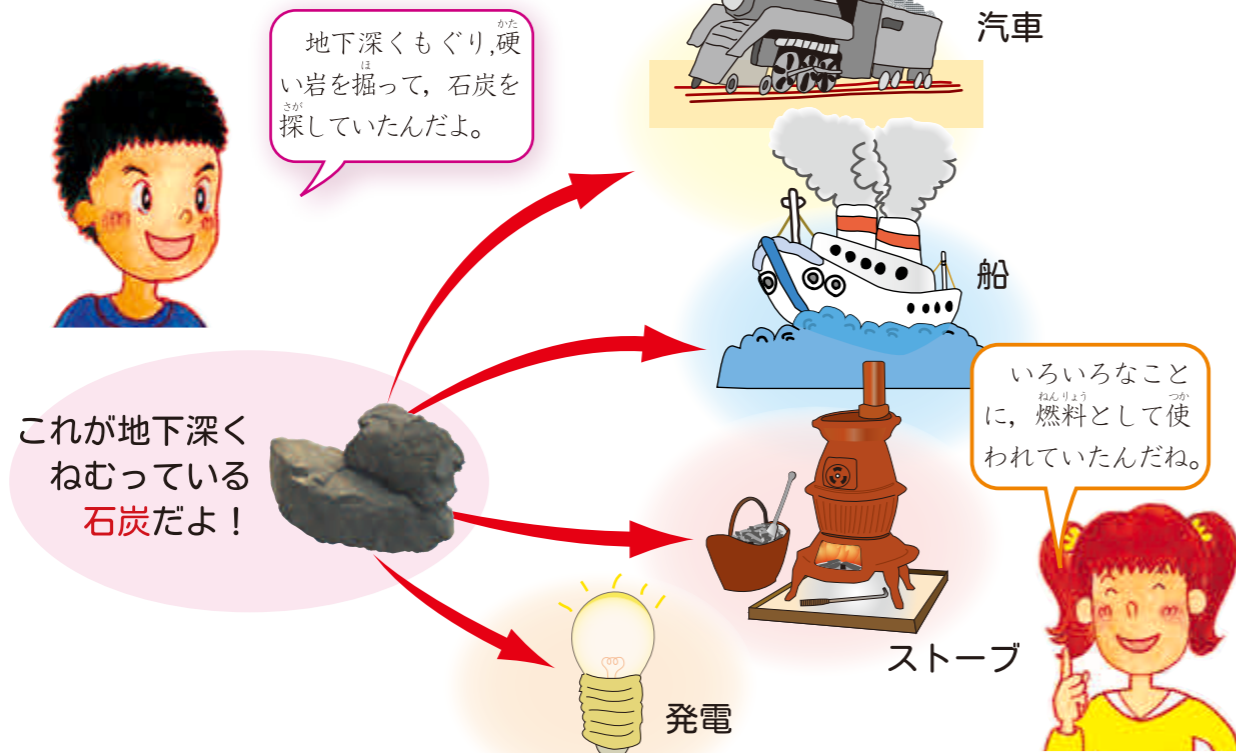 地下深くもぐり,硬
い岩を掘って，石炭を
探していたんだよ。
汽車
船
これが地下深く
ねむっている
石炭だよ！
いろいろなこと
に，燃料として使
われていたんだね。
ストーブ
発電